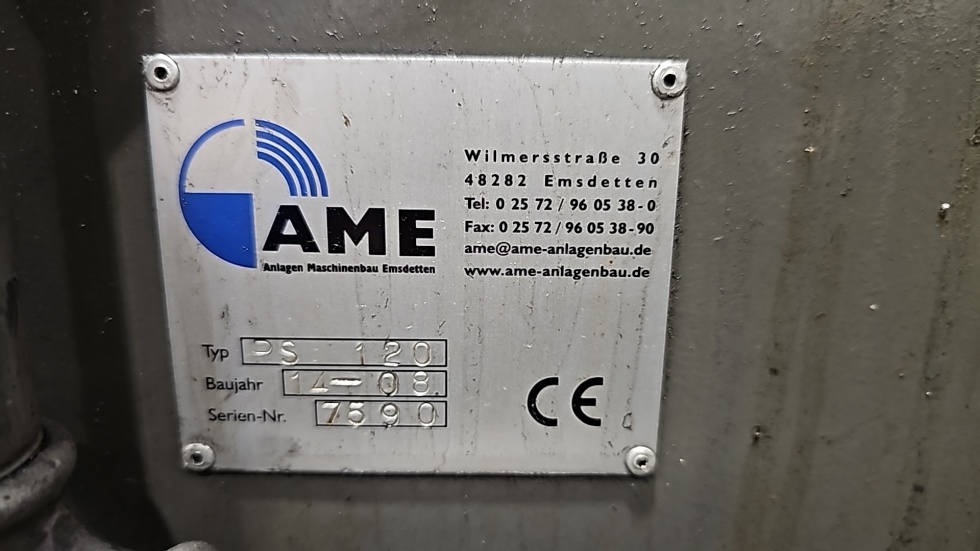 AME
Anlagen Maschinenbau Emsdetten
Wilmersstraße 30
48282 Emsdetten
Tel: 0 25 72 / 96 05 38 - 0
Fax: 0 25 72 / 96 05 38 - 90
ame@ame-anlagenbau.de
www.ame-anlagenbau.de
Typ PS 120
Baujahr 14-08
Serien-Nr. 7890
CE